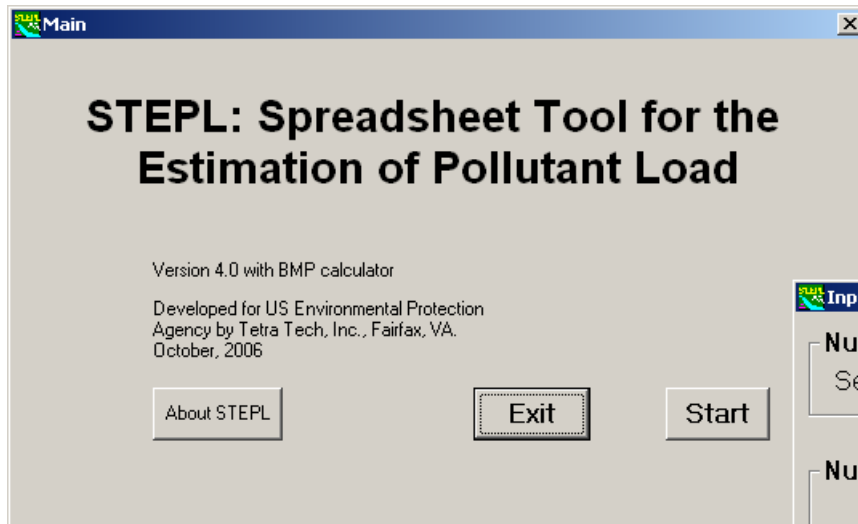 Main
STEPL: Spreadsheet Tool for the
Estimation of Pollutant Load
Version 4.0 with BMP calculator
Developed for US Environmental Protection
Agency by Tetra Tech, Inc., Fairfax, VA.
October, 2006
About STEPL
Exit
Start
Inp
Nu
Se
Nu